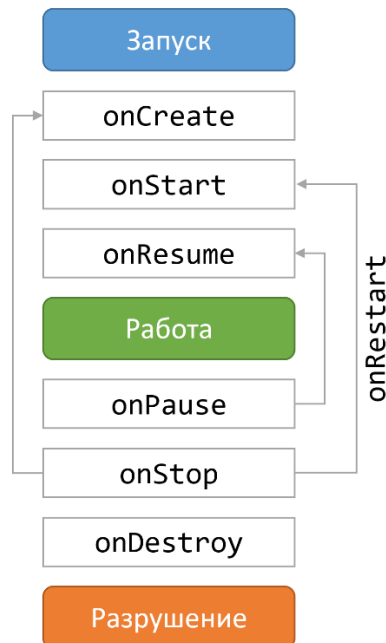 Запуск
onCreate
onStart
onResume
Работа
onPause
onStop
onDestroy
Разрушение
onRestart